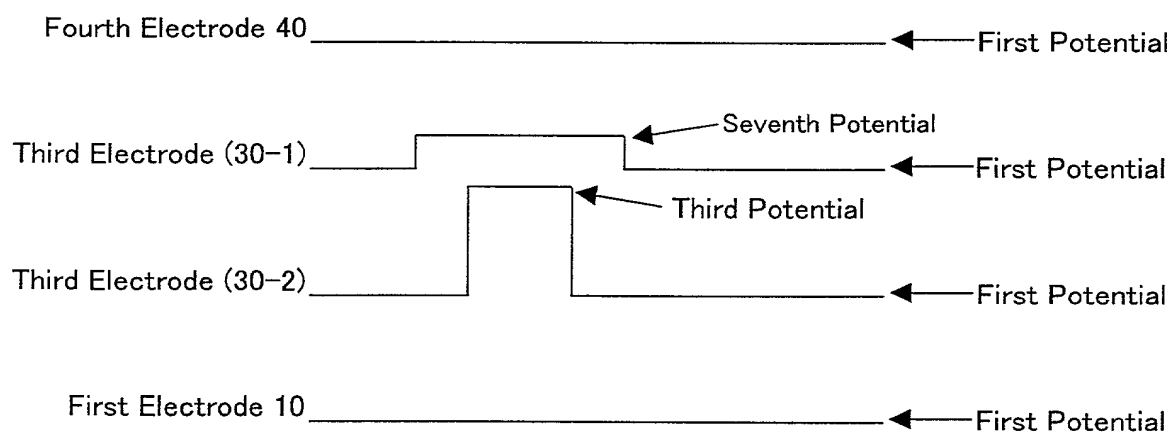 Fourth Electrode 40
First Potential
Seventh Potential
Third Electrode (30-1)
First Potential
Third Potential
Third Electrode (30-2)
First Potential
First Electrode 10
First Potential